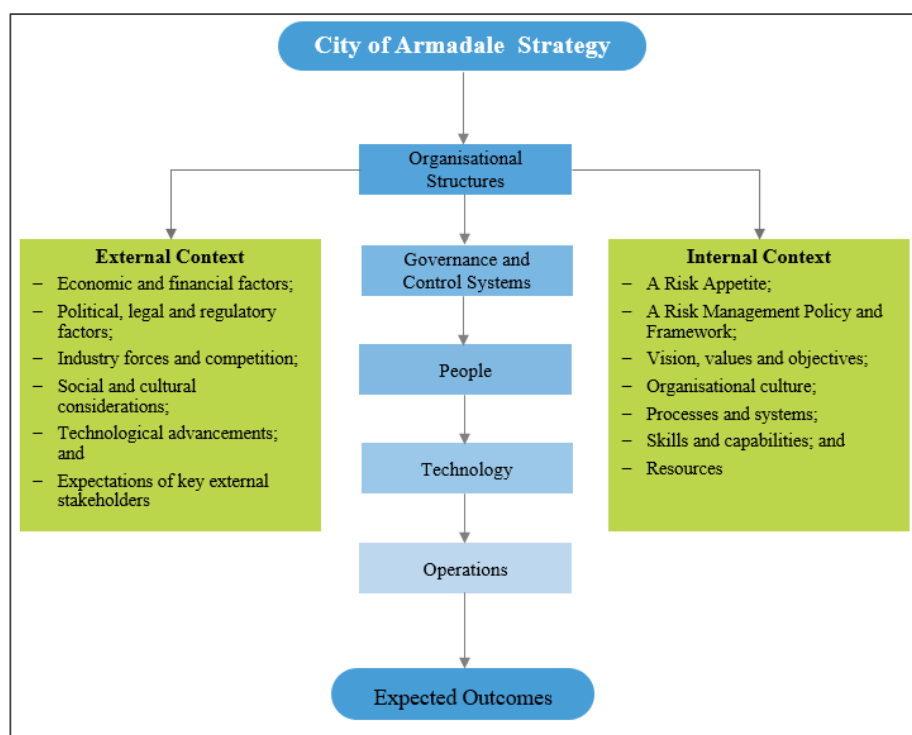 City of Armadale Strategy
Organisational
Structures
External Context
– Economic and financial factors;
– Political, legal and regulatory
factors;
– Industry forces and competition;
– Social and cultural
considerations;
– Technological advancements;
and
– Expectations of key external
stakeholders
Governance and
Control Systems
People
Technology
Operations
Internal Context
– A Risk Appetite;
– A Risk Management Policy and
Framework;
– Vision, values and objectives;
– Organisational culture;
– Processes and systems;
– Skills and capabilities; and
– Resources
Expected Outcomes